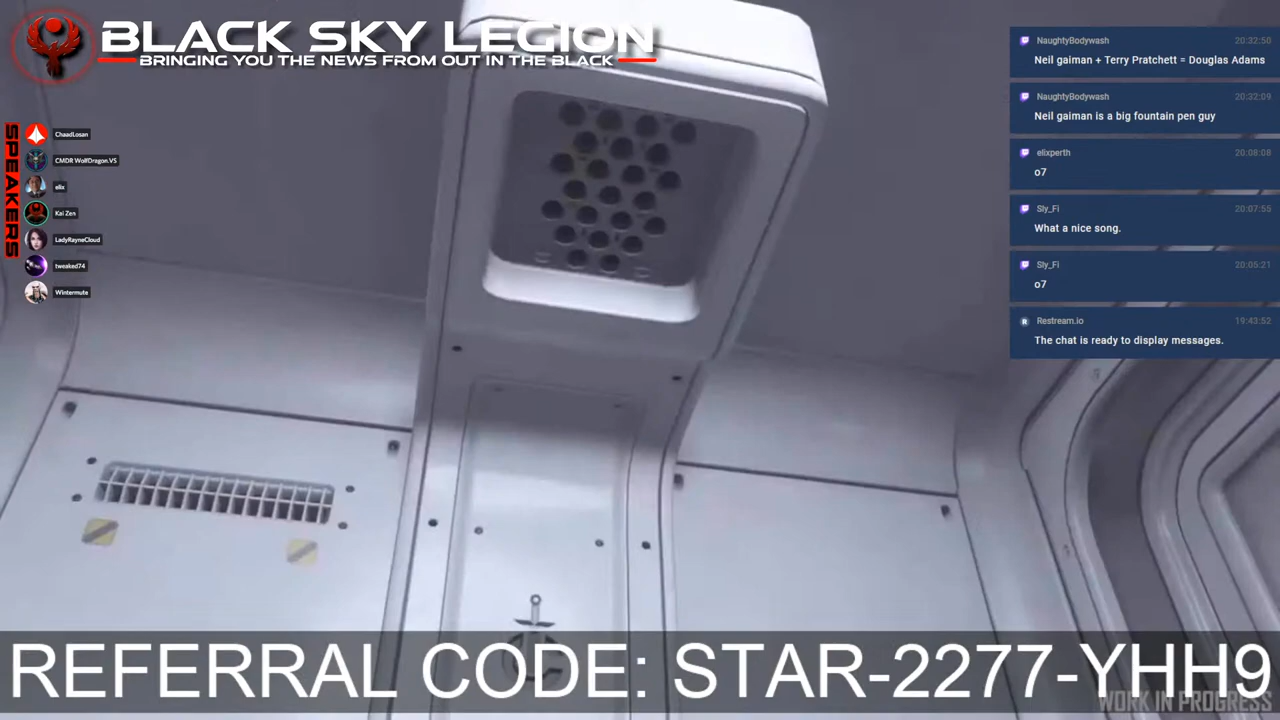 BLACK SKY LEGION
BRINGING YOU THE NEWS FROM OUT IN THE BLACK
SPEAKERS
ChaadLosan
CMDR WolfDragon.VS
elix
Kai Zen
LadyRayneCloud
tweaked74
Wintermute
NaughtyBodywash 20:32:50
Neil gaiman + Terry Pratchett = Douglas Adams
NaughtyBodywash 20:32:09
Neil gaiman is a big fountain pen guy
elixperth 20:08:08
o7
Sly_Fi 20:07:55
What a nice song.
Sly_Fi 20:05:21
o7
R Restream.io 19:43:52
The chat is ready to display messages.
REFERRAL CODE: STAR-2277-YHH9
WORK IN PROGRESS